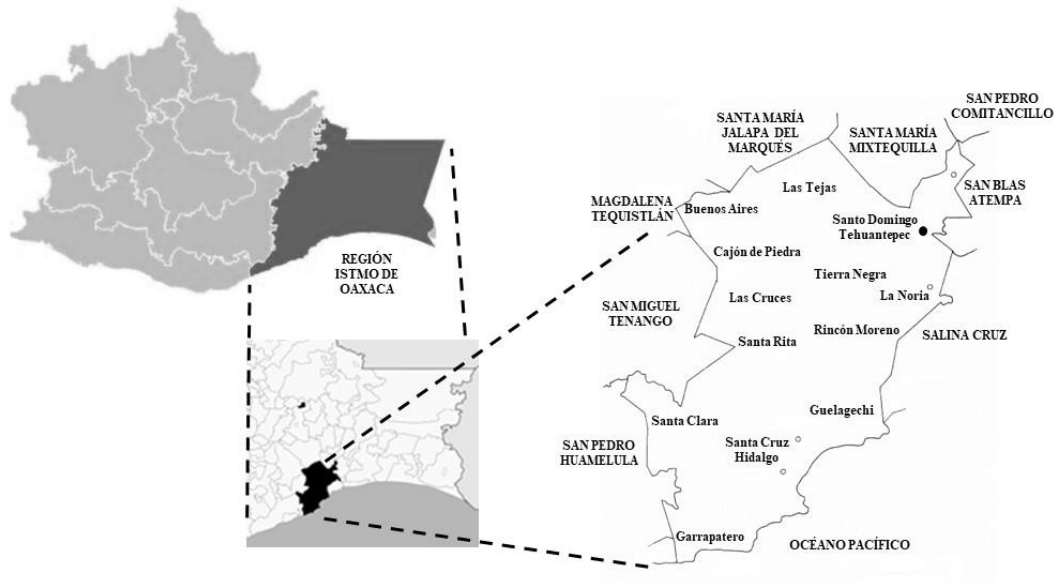 REGIÓN
ISTMO DE
OAXACA
SAN PEDRO
COMITANCILLO
SANTA MARÍA
JALAPA DEL
MARQUÉS
SANTA MARÍA
MIXTEQUILLA
SAN BLAS
ATEMPA
Las Tejas
MAGDALENA
TEQUISTLÁN
Buenos Aires
Santo Domingo
Tehuantepec
Cajón de Piedra
Tierra Negra
La Noria
SAN MIGUEL
TENANGO
Las Cruces
Rincón Moreno
SALINA CRUZ
Santa Rita
Guelagechi
Santa Clara
SAN PEDRO
HUAMELULA
Santa Cruz
Hidalgo
Garrapatero
OCÉANO PACÍFICO